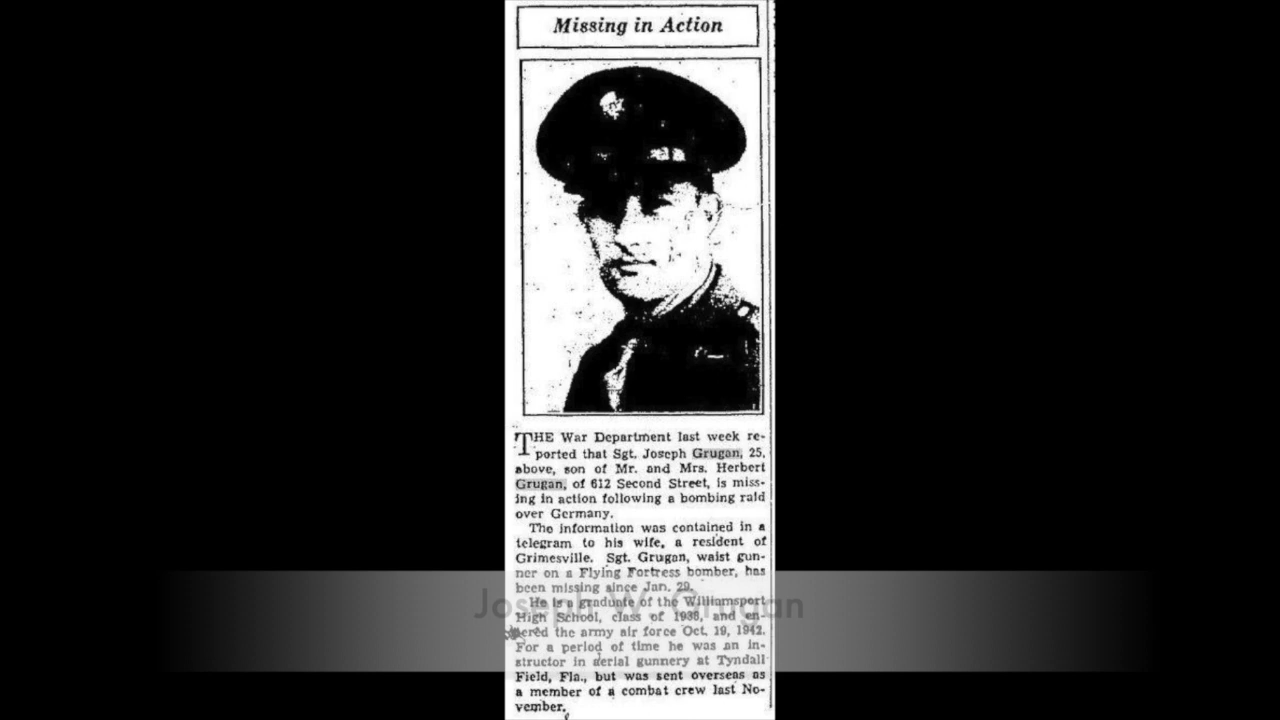 Missing in Action
THE War Department last week re-
ported that Sgt. Joseph Grugan, 25,
above, son of Mr. and Mrs. Herbert
Grugan, of 612 Second Street, is miss-
ing in action following a bombing raid
over Germany.
The information was contained in a
telegram to his wife, a resident of
Grimesville. Sgt. Grugan, waist gun-
ner on a Flying Fortress bomber, has
been missing since Jan. 29.
Joseph W. Grugan
He is a graduate of the Williamsport
High School, class of 1936, and en-
tered the army air force Oct. 19, 1942.
For a period of time he was an in-
structor in aerial gunnery at Tyndall
Field, Fla., but was sent overseas as
a member of a combat crew last No-
vember.